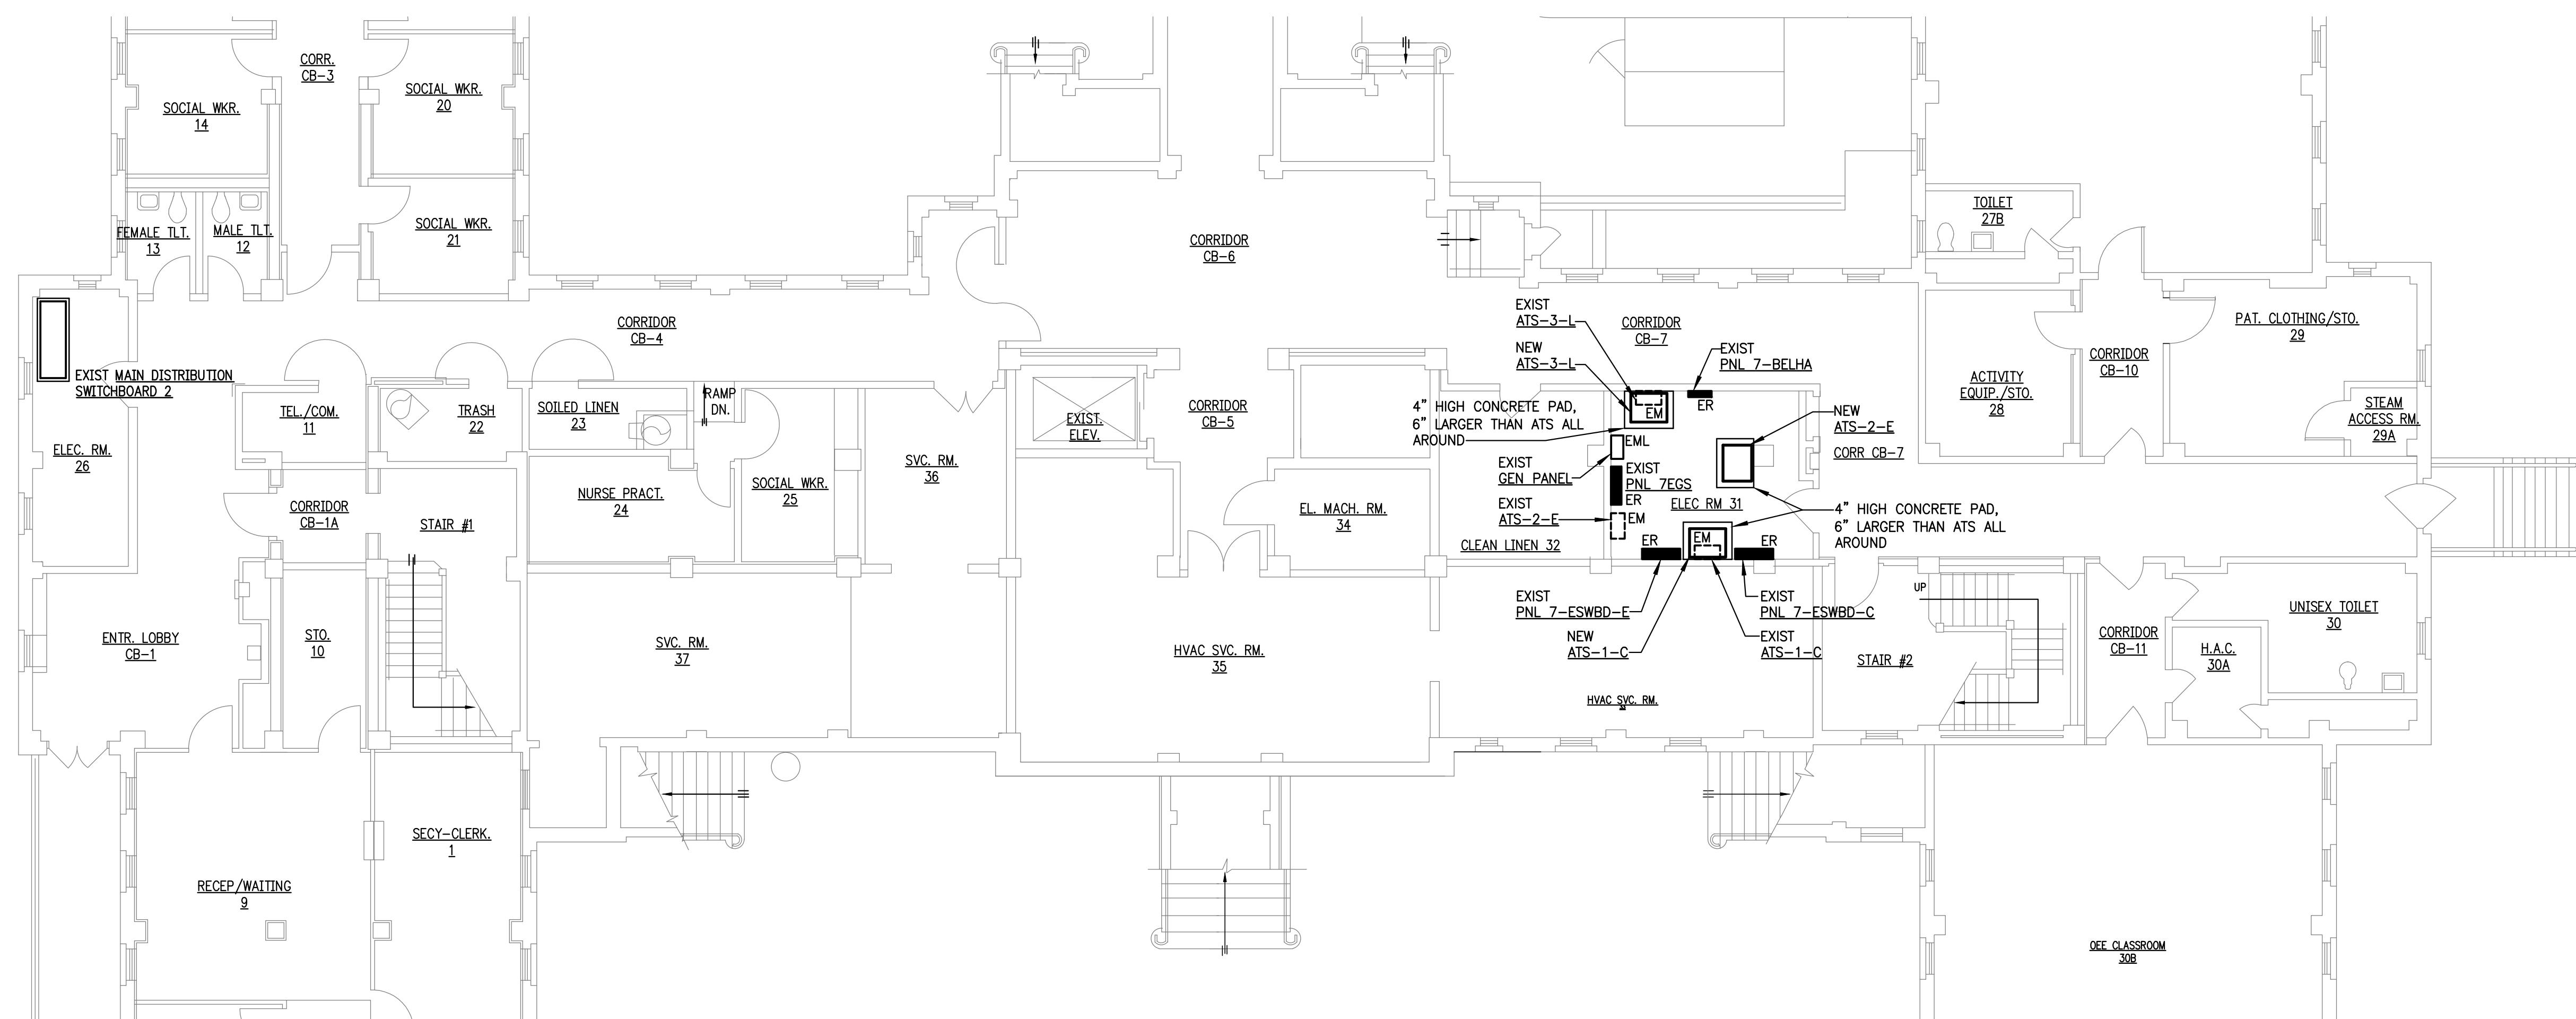 CORR.
CB-3
SOCIAL WKR.
14
SOCIAL WKR.
20
FEMALE TLT.
13
MALE TLT.
12
SOCIAL WKR.
21
CORRIDOR
CB-6
TOILET
27B
EXIST MAIN DISTRIBUTION
SWITCHBOARD 2
CORRIDOR
CB-4
EXIST
ATS-3-L
NEW
ATS-3-L
CORRIDOR
CB-7
EXIST
PNL 7-BELHA
PAT. CLOTHING/STO.
29
CORRIDOR
CB-10
ACTIVITY
EQUIP./STO.
28
STEAM
ACCESS RM.
29A
TEL./COM.
11
TRASH
22
SOILED LINEN
23
RAMP
DN.
EXIST.
ELEV.
CORRIDOR
CB-5
4" HIGH CONCRETE PAD,
6" LARGER THAN ATS ALL
AROUND
EM
ER
NEW
ATS-2-E
CORR CB-7
ELEC. RM.
26
SVC. RM.
36
EML
EXIST
GEN PANEL
EXIST
PNL 7EGS
ER
NURSE PRACT.
24
SOCIAL WKR.
25
EL. MACH. RM.
34
EXIST
ATS-2-E
EM
ELEC RM 31
4" HIGH CONCRETE PAD,
6" LARGER THAN ATS ALL
AROUND
CORRIDOR
CB-1A
STAIR #1
CLEAN LINEN 32
ER
EM
ER
UP
EXIST
PNL 7-ESWBD-E
EXIST
PNL 7-ESWBD-C
NEW
ATS-1-C
EXIST
ATS-1-C
ENTR. LOBBY
CB-1
STO.
10
SVC. RM.
37
HVAC SVC. RM.
35
STAIR #2
CORRIDOR
CB-11
H.A.C.
30A
UNISEX TOILET
30
HVAC SVC. RM.
SECY-CLERK.
1
RECEP/WAITING
9
OEE CLASSROOM
30B